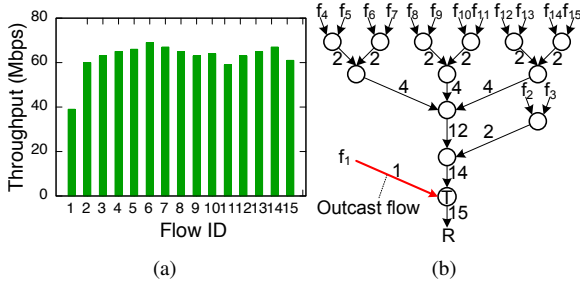 Throughput (Mbps)
80
60
40
20
0
1 2 3 4 5 6 7 8 9 10 11 12 13 14 15
Flow ID
(a)
f4 f5 f6 f7 f8 f9 f10 f11 f12 f13 f14 f15
2 2 2 2 2 2
4 4 4
f2 f3
12 2
f1 1 14
T
Outcast flow 15
R
(b)